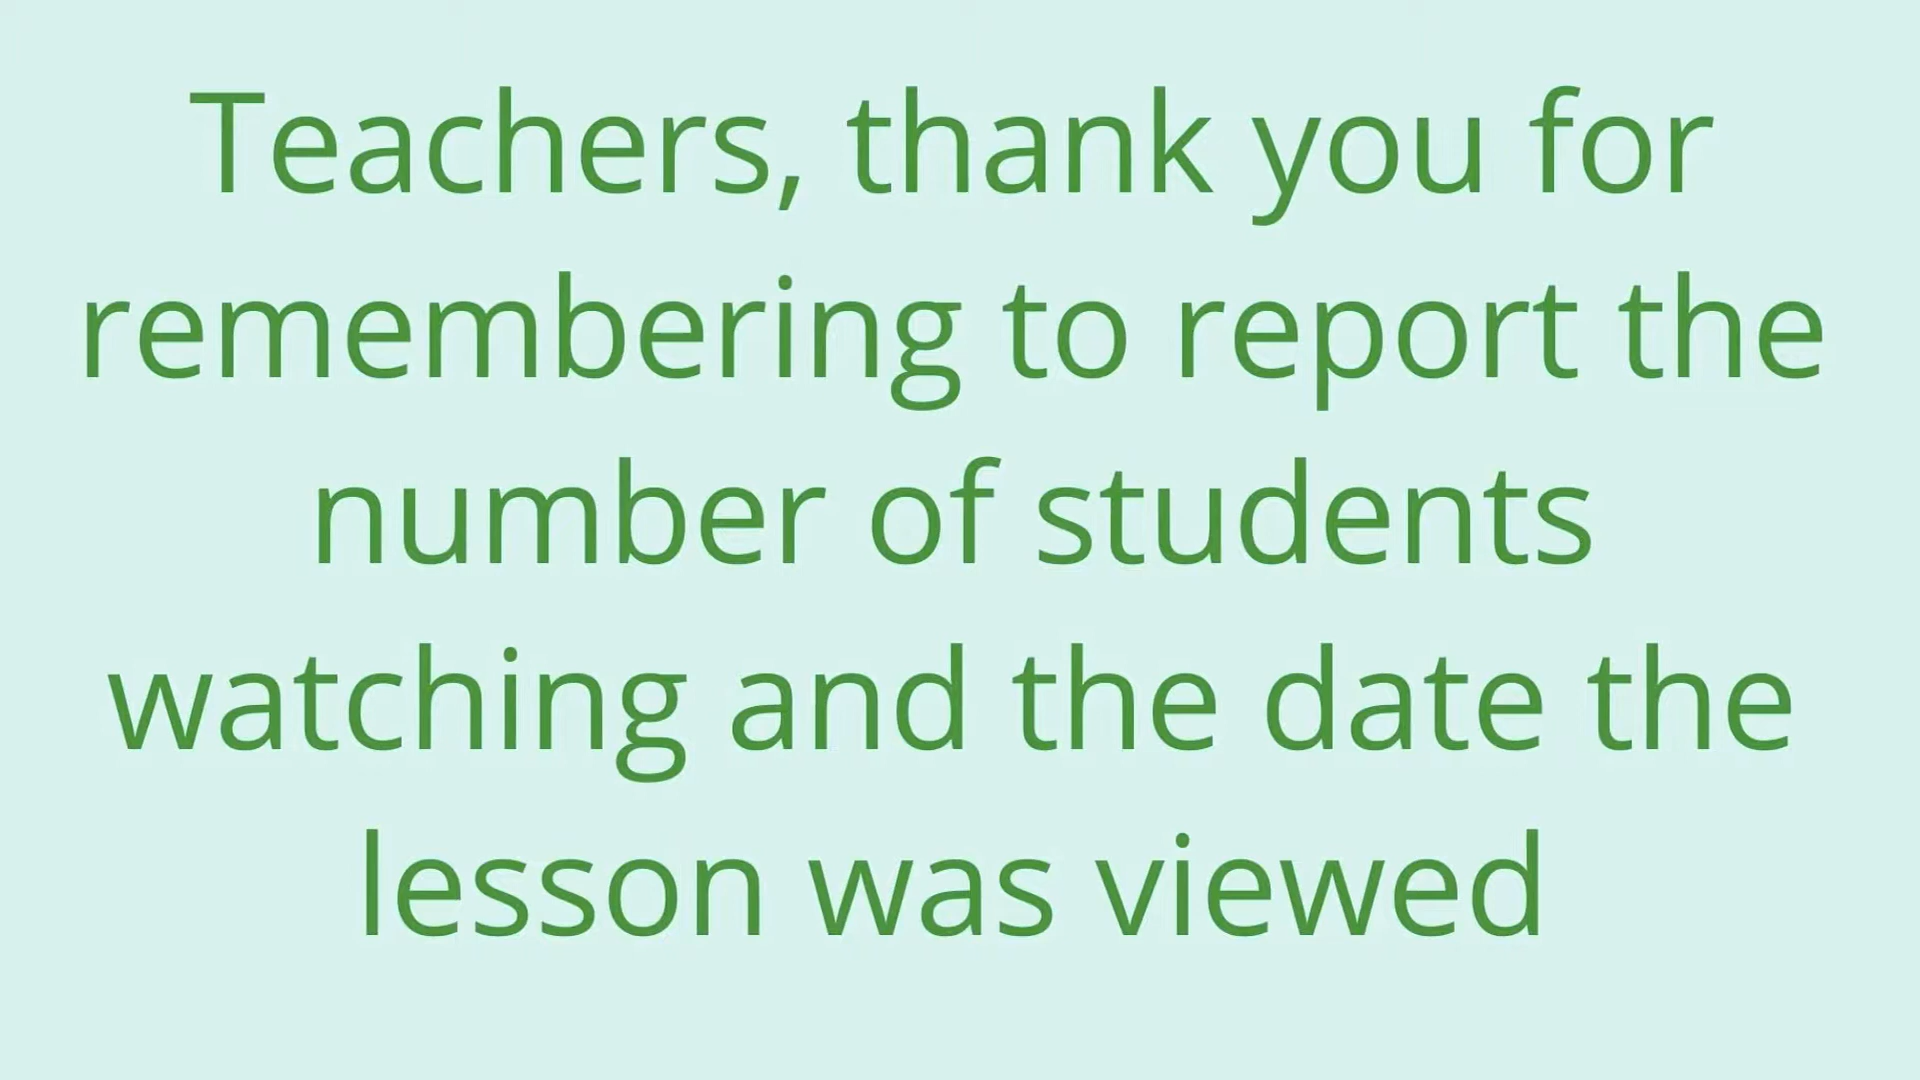 Teachers, thank you for
remembering to report the
number of students
watching and the date the
lesson was viewed